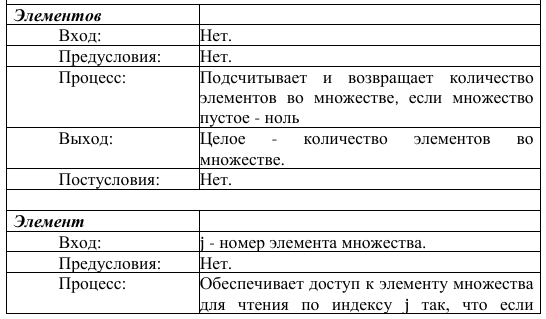 Элементов
Вход: Нет.
Предусловия: Нет.
Процесс: Подсчитывает и возвращает количество
элементов во множестве, если множество
пустое - ноль
Выход: Целое - количество элементов во
множестве.
Постусловия: Нет.
Элемент
Вход: j - номер элемента множества.
Предусловия: Нет.
Процесс: Обеспечивает доступ к элементу множества
для чтения по индексу j так, что если